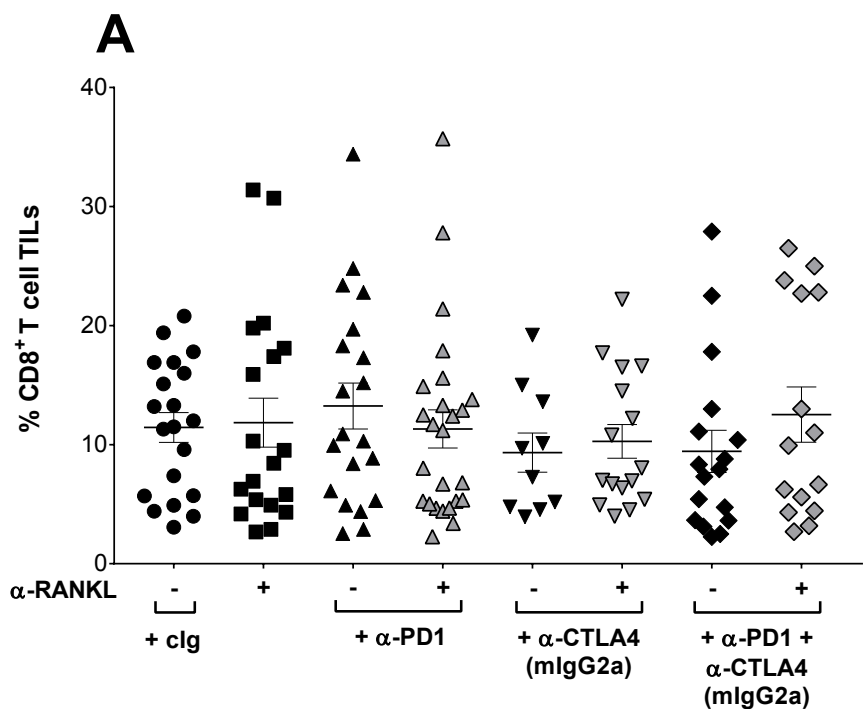 A
40
30
20
10
0
% CD8⁺ T cell TILs
α-RANKL - + - + - + - +
+ cIg + α-PD1 + α-CTLA4 + α-PD1 +
(mIgG2a) α-CTLA4
(mIgG2a)